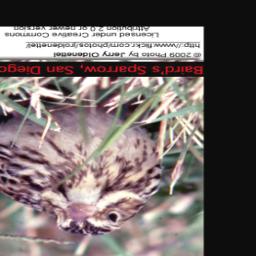 Baird's Sparrow, San Diego
© 2009 Photo by Jerry Oldenettel
http://www.flickr.com/photos/roldenettel/
Licensed under Creative Commons
Attribution 2.0 or newer version